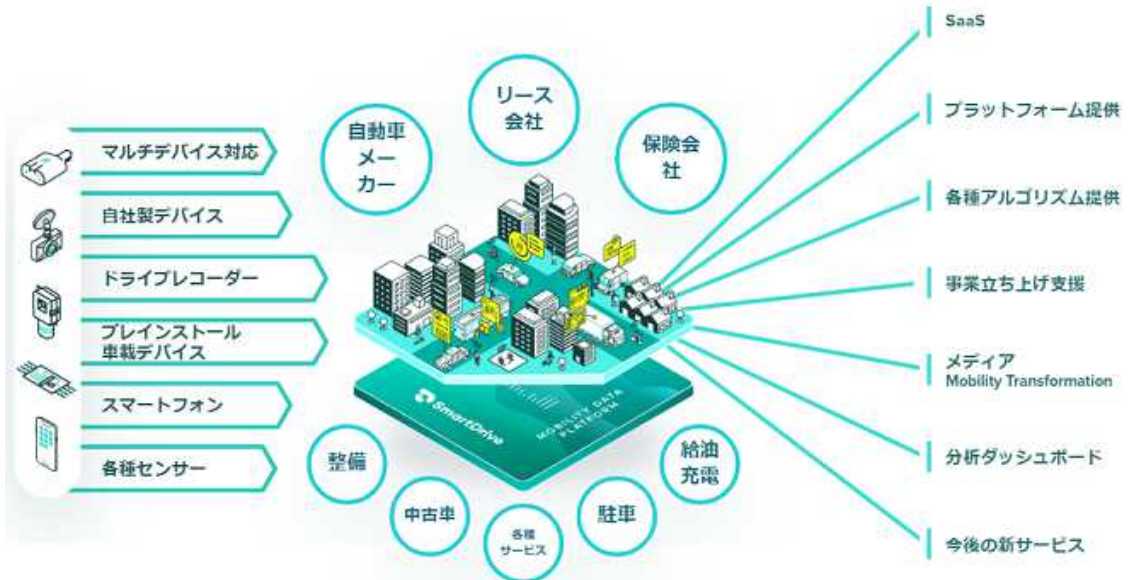 マルチデバイス対応
自社製デバイス
ドライブレコーダー
プレインストール
車載デバイス
スマートフォン
各種センサー
自動車
メー
カー
リース
会社
保険会
社
SmartDrive
MOBILITY DATA
PLATFORM
整備
中古車
各種
サービス
駐車
給油
充電
SaaS
プラットフォーム提供
各種アルゴリズム提供
事業立ち上げ支援
メディア
Mobility Transformation
分析ダッシュボード
今後の新サービス